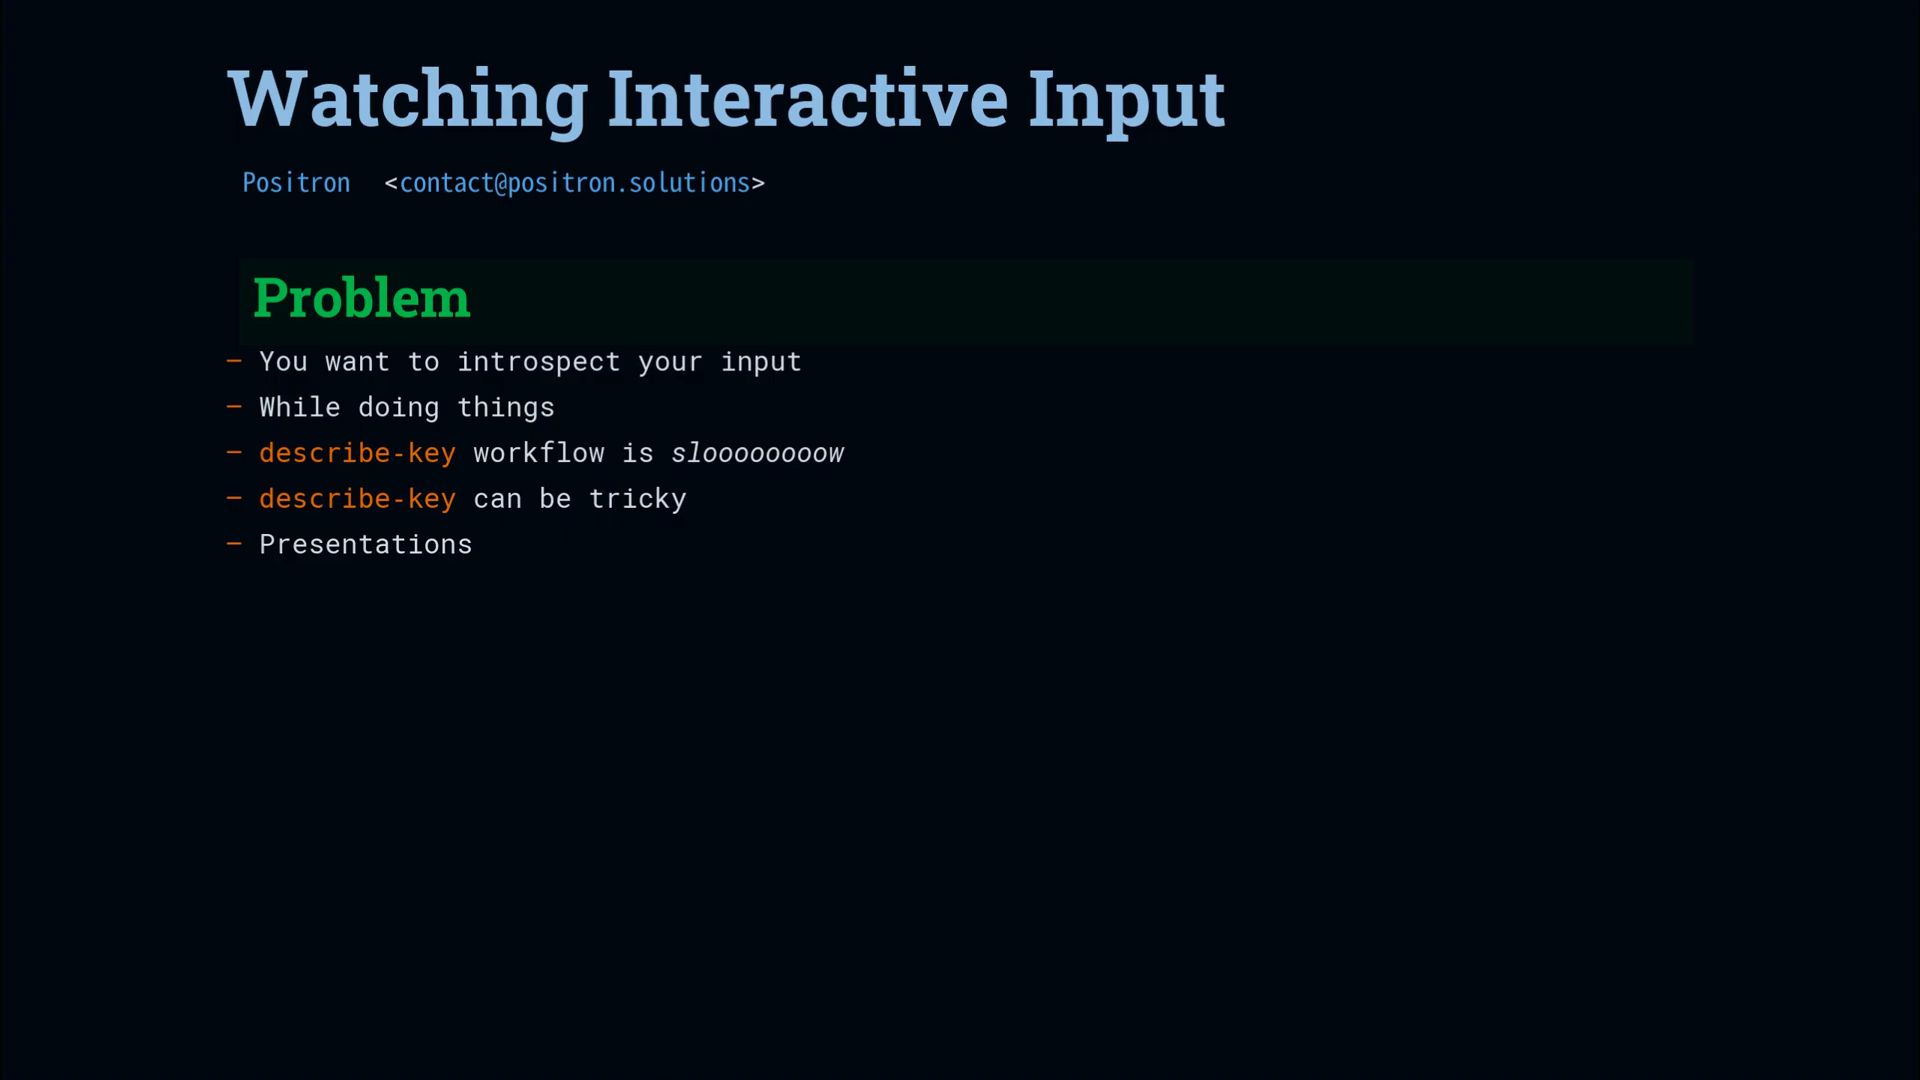 Watching Interactive Input
Positron <contact@positron.solutions>
Problem
– You want to introspect your input
– While doing things
– describe-key workflow is slooooooow
– describe-key can be tricky
– Presentations